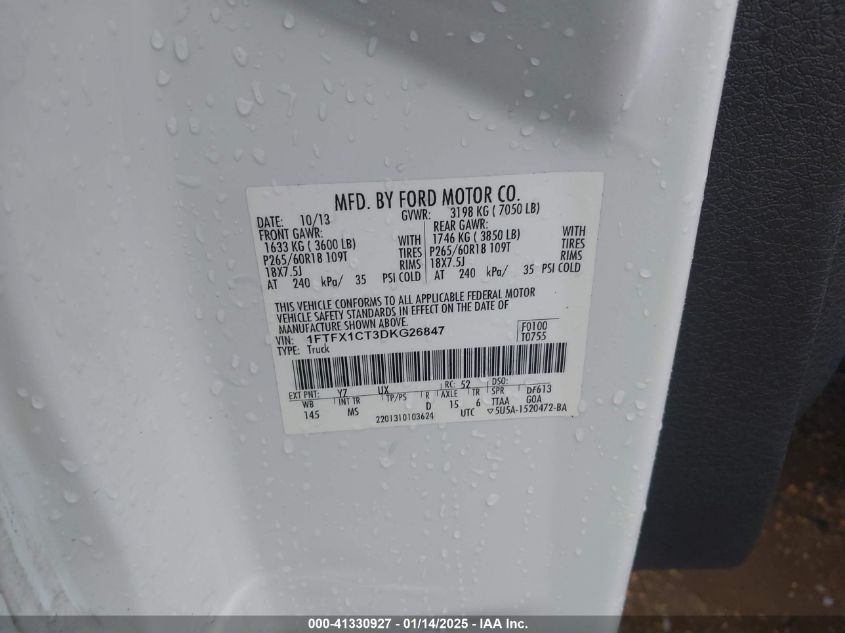 MFD. BY FORD MOTOR CO.
DATE: 10/13 GVWR: 3198 KG ( 7050 LB)
FRONT GAWR: REAR GAWR:
1633 KG ( 3600 LB) WITH 1746 KG ( 3850 LB) WITH
P265/60R18 109T TIRES P265/60R18 109T TIRES
18X7.5J RIMS 18X7.5J RIMS
AT 240 kPa/ 35 PSI COLD AT 240 kPa/ 35 PSI COLD
THIS VEHICLE CONFORMS TO ALL APPLICABLE FEDERAL MOTOR
VEHICLE SAFETY STANDARDS IN EFFECT ON THE DATE OF
MANUFACTURE SHOWN ABOVE.
VIN: 1FTFX1CT3DKG26847 F0100
TYPE: Truck T0755
EXT PNT: YZ UX RC: 52 DSO: DF613
WB INT TR TP/PS R AXLE TR SPR
145 MS D 15 6 TTAA G0A
2201310103624 UTC ▽5U5A-1520472-BA
000-41330927 - 01/14/2025 - IAA Inc.